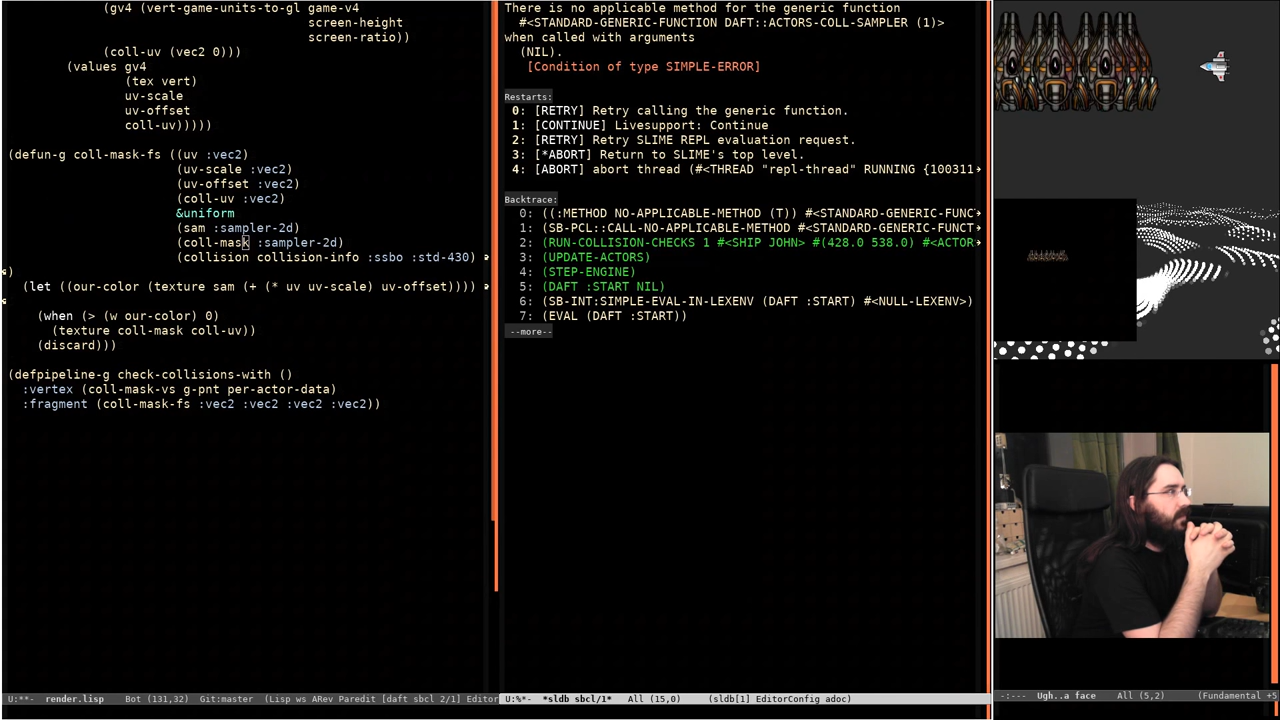 (gv4 (vert-game-units-to-gl game-v4
screen-height
screen-ratio))
(coll-uv (vec2 0)))
(values gv4
(tex vert)
uv-scale
uv-offset
coll-uv)))))
(defun-g coll-mask-fs ((uv :vec2)
(uv-scale :vec2)
(uv-offset :vec2)
(coll-uv :vec2)
&uniform
(sam :sampler-2d)
(coll-mask :sampler-2d)
(collision collision-info :ssbo :std-430)
)
(let ((our-color (texture sam (+ (* uv uv-scale) uv-offset))))
(when (> (w our-color) 0)
(texture coll-mask coll-uv))
(discard)))
(defpipeline-g check-collisions-with ()
:vertex (coll-mask-vs g-pnt per-actor-data)
:fragment (coll-mask-fs :vec2 :vec2 :vec2 :vec2))
U:**- render.lisp Bot (131,32) Git:master (Lisp ws ARev Paredit [daft sbcl 2/1] Editor
There is no applicable method for the generic function
#<STANDARD-GENERIC-FUNCTION DAFT::ACTORS-COLL-SAMPLER (1)>
when called with arguments
(NIL).
[Condition of type SIMPLE-ERROR]
Restarts:
0: [RETRY] Retry calling the generic function.
1: [CONTINUE] Livesupport: Continue
2: [RETRY] Retry SLIME REPL evaluation request.
3: [*ABORT] Return to SLIME's top level.
4: [ABORT] abort thread (#<THREAD "repl-thread" RUNNING {100311
Backtrace:
0: ((:METHOD NO-APPLICABLE-METHOD (T)) #<STANDARD-GENERIC-FUNC
1: (SB-PCL::CALL-NO-APPLICABLE-METHOD #<STANDARD-GENERIC-FUNCT
2: (RUN-COLLISION-CHECKS 1 #<SHIP JOHN> #(428.0 538.0) #<ACTOR
3: (UPDATE-ACTORS)
4: (STEP-ENGINE)
5: (DAFT :START NIL)
6: (SB-INT:SIMPLE-EVAL-IN-LEXENV (DAFT :START) #<NULL-LEXENV>)
7: (EVAL (DAFT :START))
--more--
U:%*- *sldb sbcl/1* All (15,0) (sldb[1] EditorConfig adoc)
-:--- Ugh..a face All (5,2) (Fundamental +5